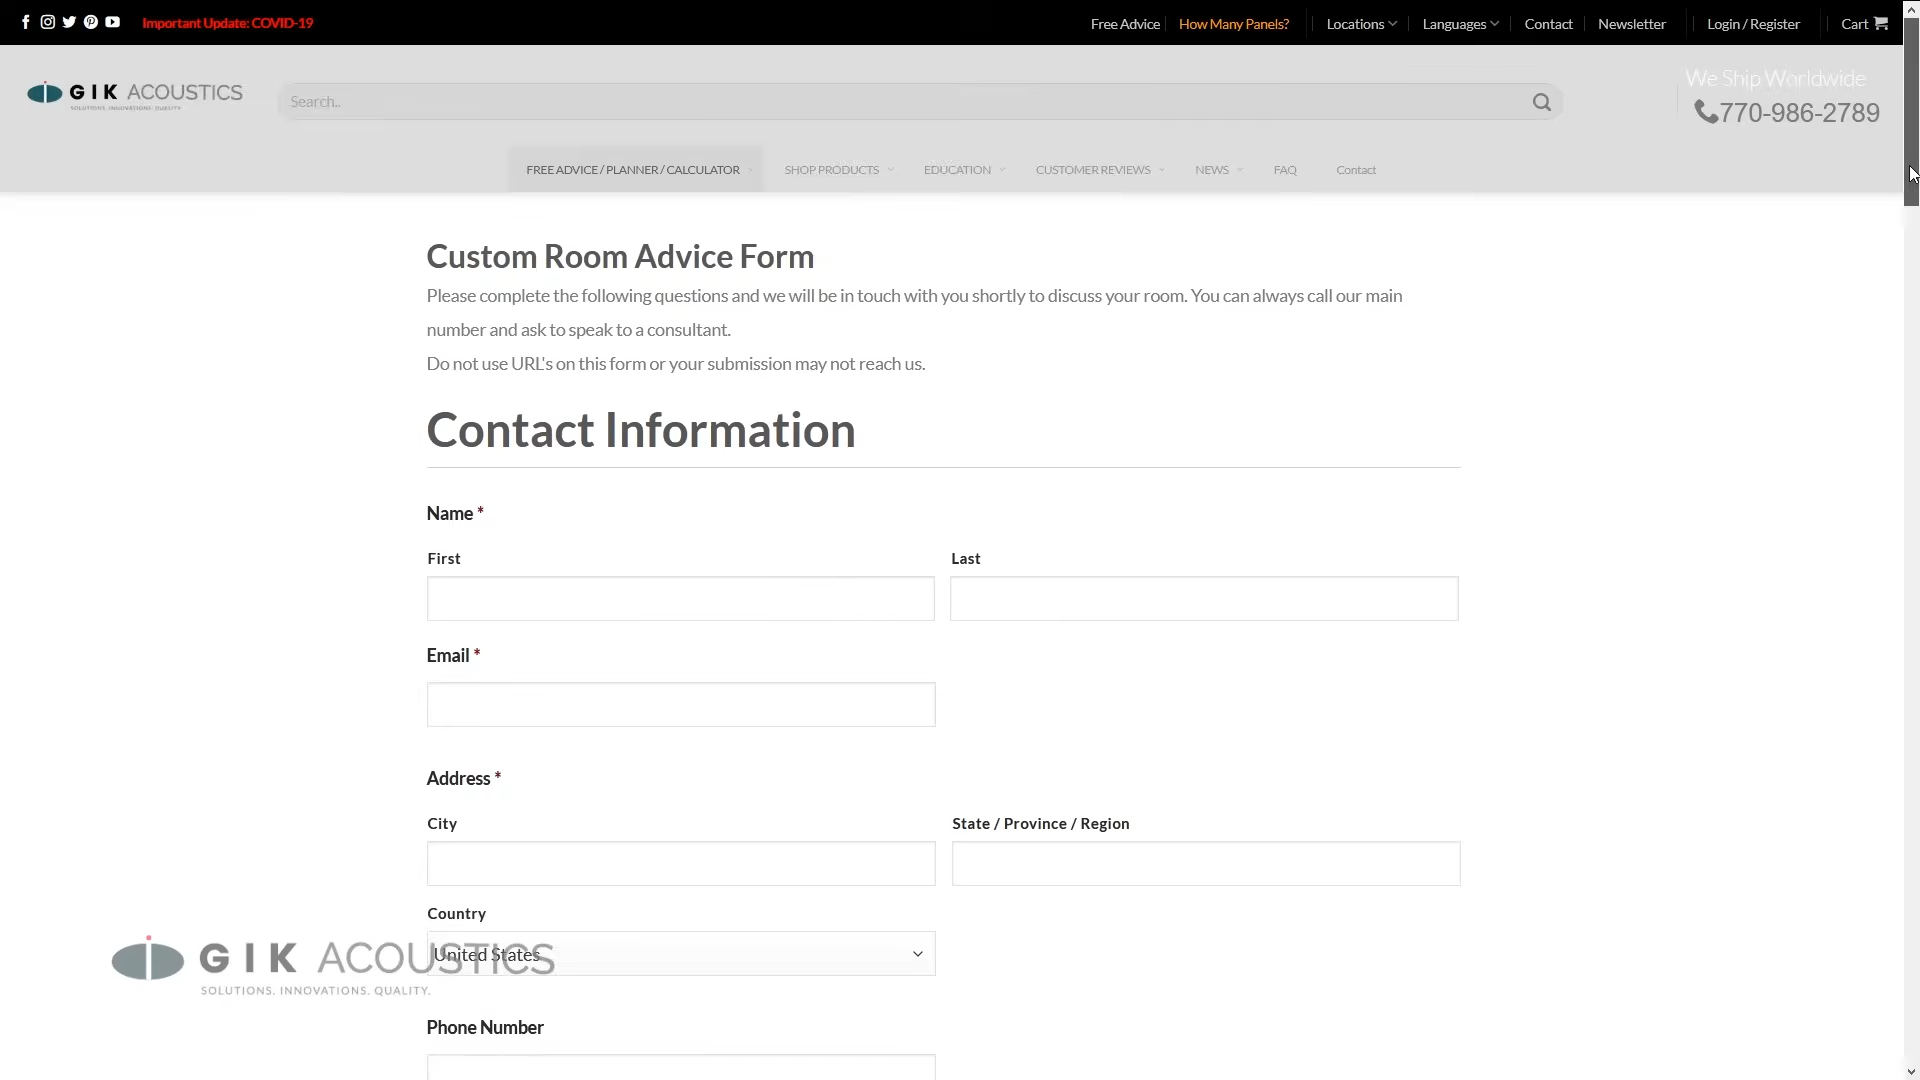 Important Update: COVID-19
Free Advice
How Many Panels?
Locations
Languages
Contact
Newsletter
Login / Register
Cart
GIK ACOUSTICS
SOLUTIONS. INNOVATIONS. QUALITY.
Search..
We Ship Worldwide
770-986-2789
FREE ADVICE / PLANNER / CALCULATOR
SHOP PRODUCTS
EDUCATION
CUSTOMER REVIEWS
NEWS
FAQ
Contact
Custom Room Advice Form
Please complete the following questions and we will be in touch with you shortly to discuss your room. You can always call our main
number and ask to speak to a consultant.
Do not use URL's on this form or your submission may not reach us.
Contact Information
Name *
First
Last
Email *
Address *
City
State / Province / Region
Country
United States
GIK ACOUSTICS
SOLUTIONS. INNOVATIONS. QUALITY.
Phone Number